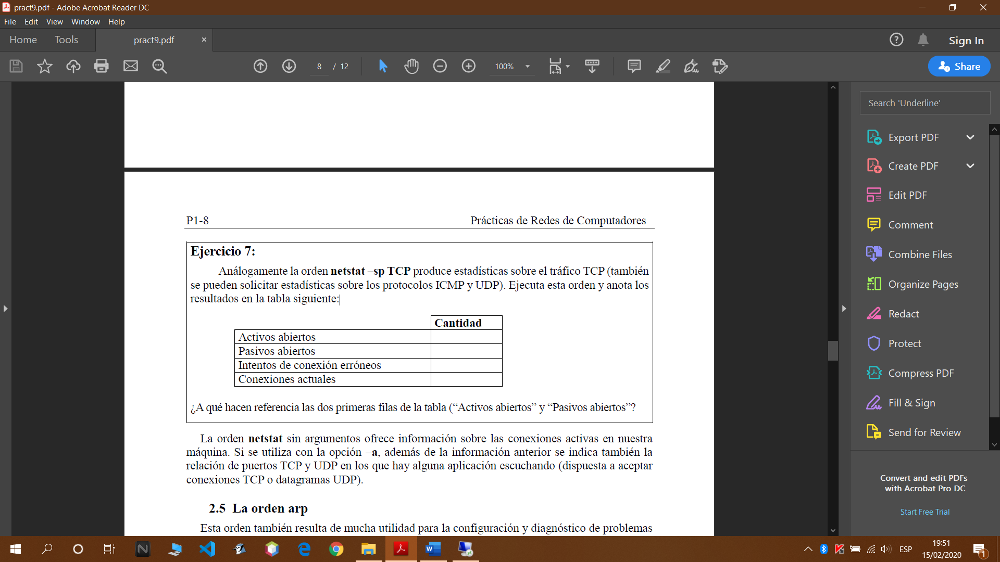 pract9.pdf - Adobe Acrobat Reader DC
File Edit View Window Help
Home Tools pract9.pdf × Sign In
8 / 12 100% Share
P1-8 Prácticas de Redes de Computadores
Ejercicio 7:
Análogamente la orden netstat –sp TCP produce estadísticas sobre el tráfico TCP (también
se pueden solicitar estadísticas sobre los protocolos ICMP y UDP). Ejecuta esta orden y anota los
resultados en la tabla siguiente:
Cantidad
Activos abiertos
Pasivos abiertos
Intentos de conexión erróneos
Conexiones actuales
¿A qué hacen referencia las dos primeras filas de la tabla (“Activos abiertos” y “Pasivos abiertos”?
La orden netstat sin argumentos ofrece información sobre las conexiones activas en nuestra
máquina. Si se utiliza con la opción –a, además de la información anterior se indica también la
relación de puertos TCP y UDP en los que hay alguna aplicación escuchando (dispuesta a aceptar
conexiones TCP o datagramas UDP).
2.5 La orden arp
Esta orden también resulta de mucha utilidad para la configuración y diagnóstico de problemas
Search 'Underline'
Export PDF
Create PDF
Edit PDF
Comment
Combine Files
Organize Pages
Redact
Protect
Compress PDF
Fill & Sign
Send for Review
Convert and edit PDFs
with Acrobat Pro DC
Start Free Trial
ESP
19:51
15/02/2020
1